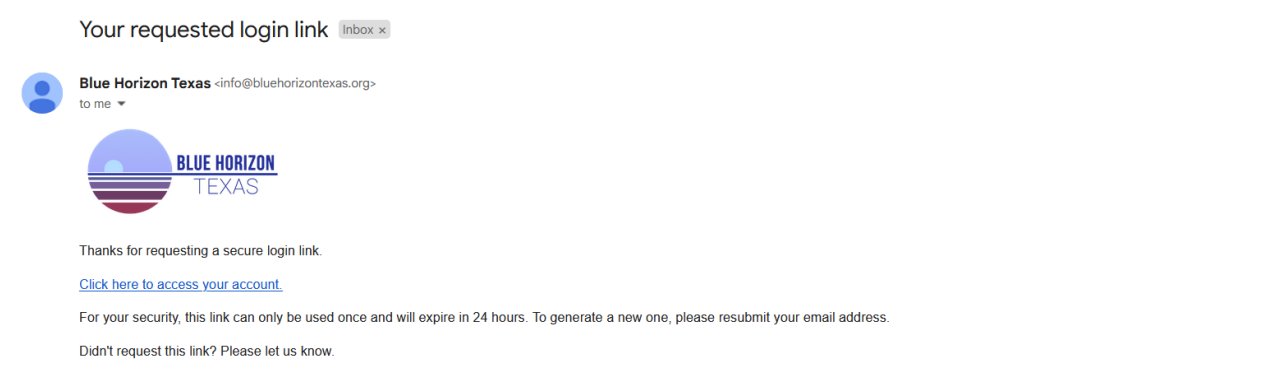 Your requested login link Inbox ×
Blue Horizon Texas <info@bluehorizontexas.org>
to me
BLUE HORIZON
TEXAS
Thanks for requesting a secure login link.
Click here to access your account.
For your security, this link can only be used once and will expire in 24 hours. To generate a new one, please resubmit your email address.
Didn't request this link? Please let us know.